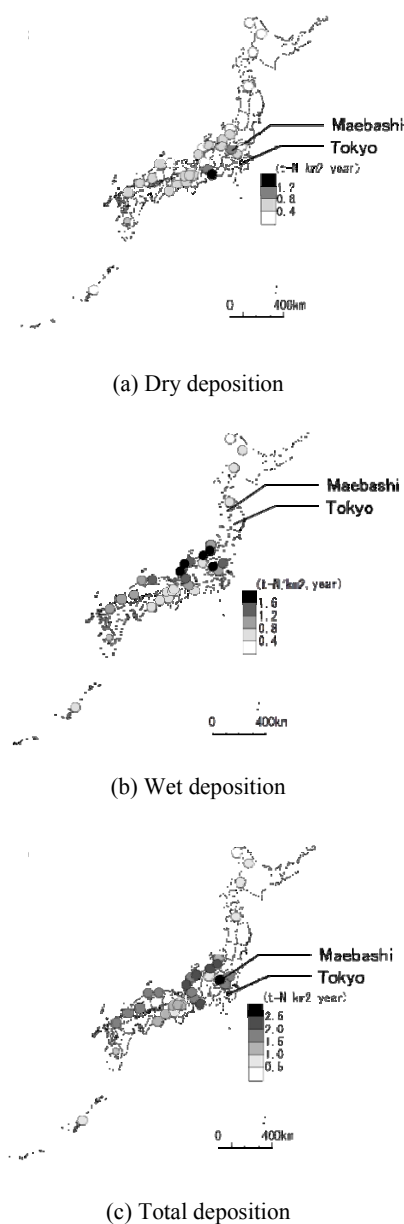 Maebashi
Tokyo
(t-N km2 year)
1.2
0.8
0.4
0 400km
(a) Dry deposition
Maebashi
Tokyo
(t-N/km2, year)
1.6
1.2
0.8
0.4
0 400km
(b) Wet deposition
Maebashi
Tokyo
(t-N km2 year)
2.5
2.0
1.5
1.0
0.5
0 400km
(c) Total deposition